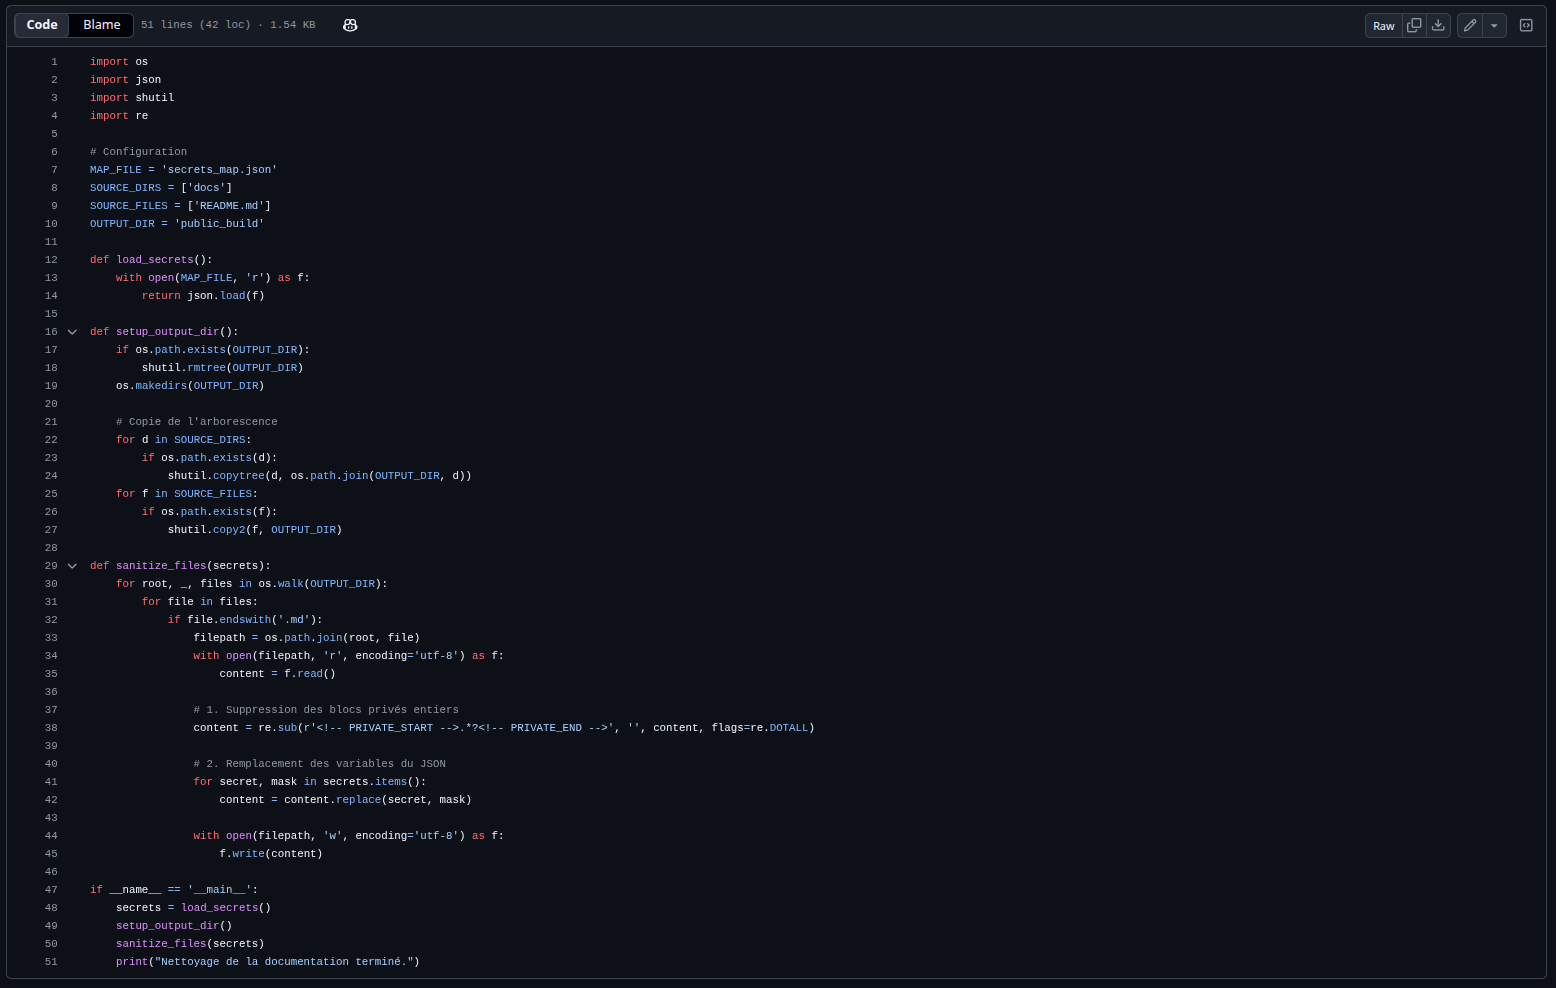 Code Blame 51 lines (42 loc) · 1.54 KB Raw
1 import os
2 import json
3 import shutil
4 import re
5
6 # Configuration
7 MAP_FILE = 'secrets_map.json'
8 SOURCE_DIRS = ['docs']
9 SOURCE_FILES = ['README.md']
10 OUTPUT_DIR = 'public_build'
11
12 def load_secrets():
13     with open(MAP_FILE, 'r') as f:
14         return json.load(f)
15
16 def setup_output_dir():
17     if os.path.exists(OUTPUT_DIR):
18         shutil.rmtree(OUTPUT_DIR)
19     os.makedirs(OUTPUT_DIR)
20
21     # Copie de l'arborescence
22     for d in SOURCE_DIRS:
23         if os.path.exists(d):
24             shutil.copytree(d, os.path.join(OUTPUT_DIR, d))
25     for f in SOURCE_FILES:
26         if os.path.exists(f):
27             shutil.copy2(f, OUTPUT_DIR)
28
29 def sanitize_files(secrets):
30     for root, _, files in os.walk(OUTPUT_DIR):
31         for file in files:
32             if file.endswith('.md'):
33                 filepath = os.path.join(root, file)
34                 with open(filepath, 'r', encoding='utf-8') as f:
35                     content = f.read()
36
37                 # 1. Suppression des blocs privés entiers
38                 content = re.sub(r'<!-- PRIVATE_START -->.*?<!-- PRIVATE_END -->', '', content, flags=re.DOTALL)
39
40                 # 2. Remplacement des variables du JSON
41                 for secret, mask in secrets.items():
42                     content = content.replace(secret, mask)
43
44                 with open(filepath, 'w', encoding='utf-8') as f:
45                     f.write(content)
46
47 if __name__ == '__main__':
48     secrets = load_secrets()
49     setup_output_dir()
50     sanitize_files(secrets)
51     print("Nettoyage de la documentation terminé.")